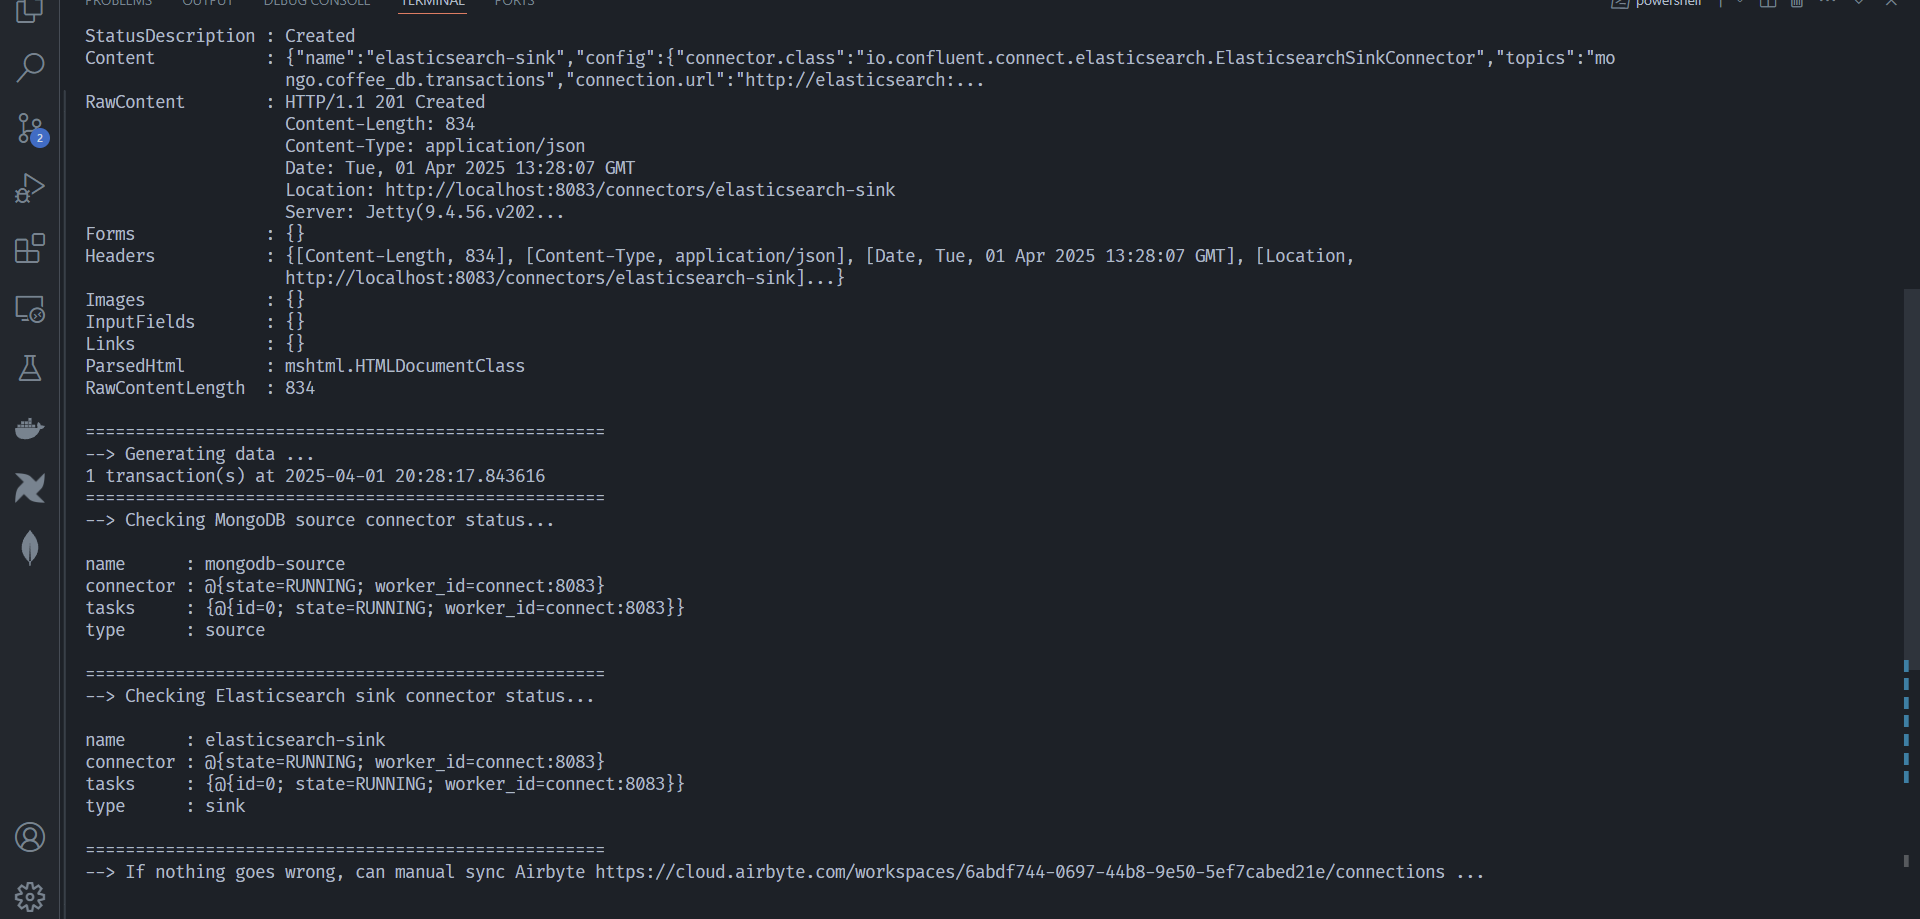 PROBLEMS OUTPUT DEBUG CONSOLE TERMINAL PORTS powershell
StatusDescription : Created
Content : {"name":"elasticsearch-sink","config":{"connector.class":"io.confluent.connect.elasticsearch.ElasticsearchSinkConnector","topics":"mo
ngo.coffee_db.transactions","connection.url":"http://elasticsearch:...
RawContent : HTTP/1.1 201 Created
Content-Length: 834
Content-Type: application/json
Date: Tue, 01 Apr 2025 13:28:07 GMT
Location: http://localhost:8083/connectors/elasticsearch-sink
Server: Jetty(9.4.56.v202...
Forms : {}
Headers : {[Content-Length, 834], [Content-Type, application/json], [Date, Tue, 01 Apr 2025 13:28:07 GMT], [Location,
http://localhost:8083/connectors/elasticsearch-sink]...}
Images : {}
InputFields : {}
Links : {}
ParsedHtml : mshtml.HTMLDocumentClass
RawContentLength : 834
====================================================
--> Generating data ...
1 transaction(s) at 2025-04-01 20:28:17.843616
====================================================
--> Checking MongoDB source connector status...
name : mongodb-source
connector : @{state=RUNNING; worker_id=connect:8083}
tasks : {@{id=0; state=RUNNING; worker_id=connect:8083}}
type : source
====================================================
--> Checking Elasticsearch sink connector status...
name : elasticsearch-sink
connector : @{state=RUNNING; worker_id=connect:8083}
tasks : {@{id=0; state=RUNNING; worker_id=connect:8083}}
type : sink
====================================================
--> If nothing goes wrong, can manual sync Airbyte https://cloud.airbyte.com/workspaces/6abdf744-0697-44b8-9e50-5ef7cabed21e/connections ...
2